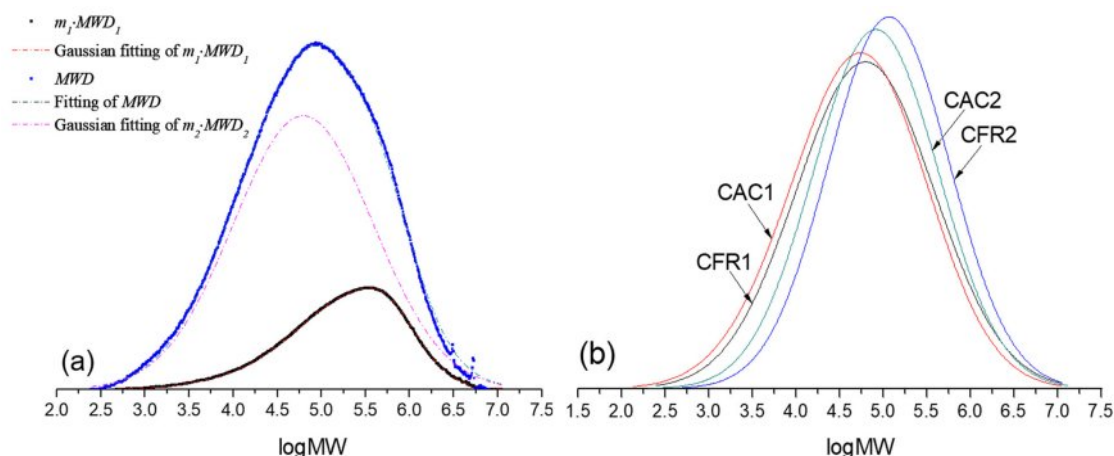 m₁·MWD₁
Gaussian fitting of m₁·MWD₁
MWD
Fitting of MWD
Gaussian fitting of m₂·MWD₂
(a)
2.0 2.5 3.0 3.5 4.0 4.5 5.0 5.5 6.0 6.5 7.0 7.5
logMW
CAC2
CFR2
CAC1
CFR1
(b)
1.5 2.0 2.5 3.0 3.5 4.0 4.5 5.0 5.5 6.0 6.5 7.0 7.5
logMW